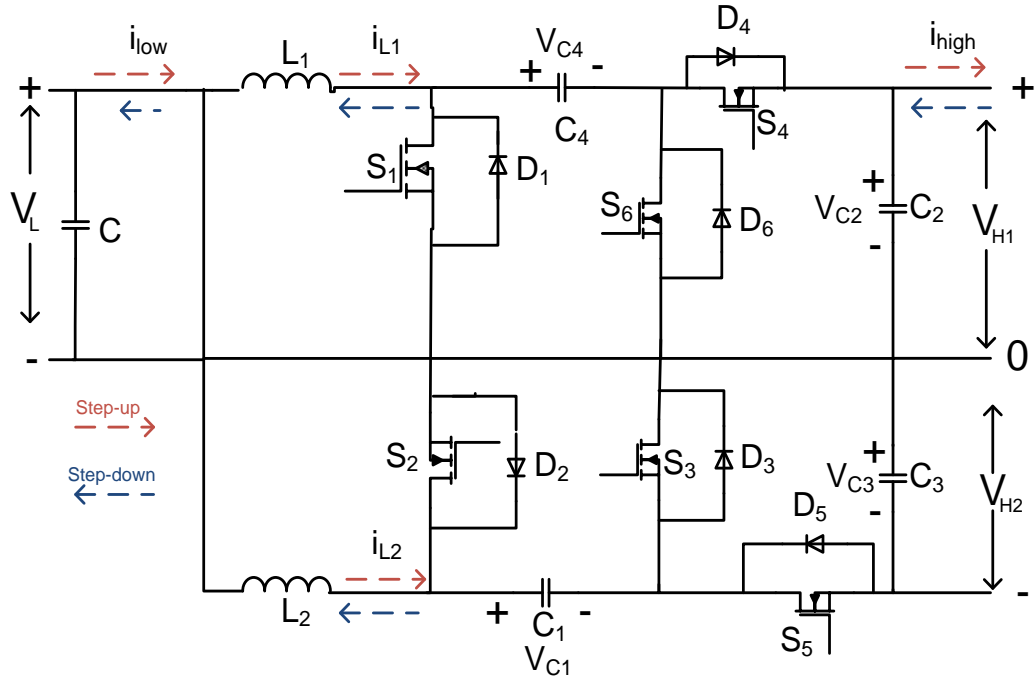 i_low L_1 i_L1 V_C4 D_4 i_high
+ + - +
C_4 S_4
S_1 D_1
V_L C S_6 D_6 V_C2 + C_2 - V_H1
- 0
Step-up
S_2 D_2 S_3 D_3 V_C3 + C_3 - V_H2
Step-down
D_5
i_L2
L_2 + C_1 - -
V_C1 S_5